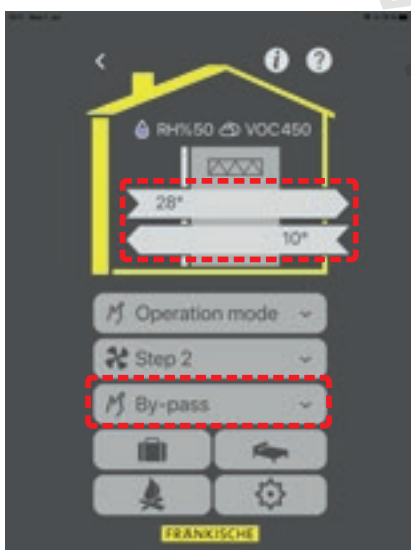 RH%50 VOC450
28°
10°
Operation mode
Step 2
By-pass
FRÄNKISCHE